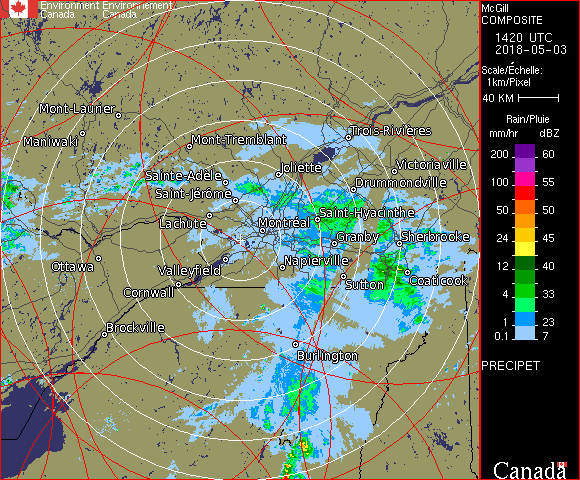 Environment Environnement
Canada Canada
McGill
COMPOSITE
1420 UTC
2018-05-03
Scale/Échelle:
1km/Pixel
40 KM
Rain/Pluie
mm/hr dBZ
200 60
100 55
50 50
24 45
12 40
4 33
1 23
0.1 7
PRECIPET
Mont-Laurier
Maniwaki
Mont-Tremblant
Trois-Rivières
Joliette
Victoriaville
Sainte-Adèle
Drummondville
Saint-Jérôme
Lachute
Saint-Hyacinthe
Montréal
Granby
Sherbrooke
Ottawa
Valleyfield
Napierville
Cornwall
Sutton
Coaticook
Brockville
Burlington
Canada